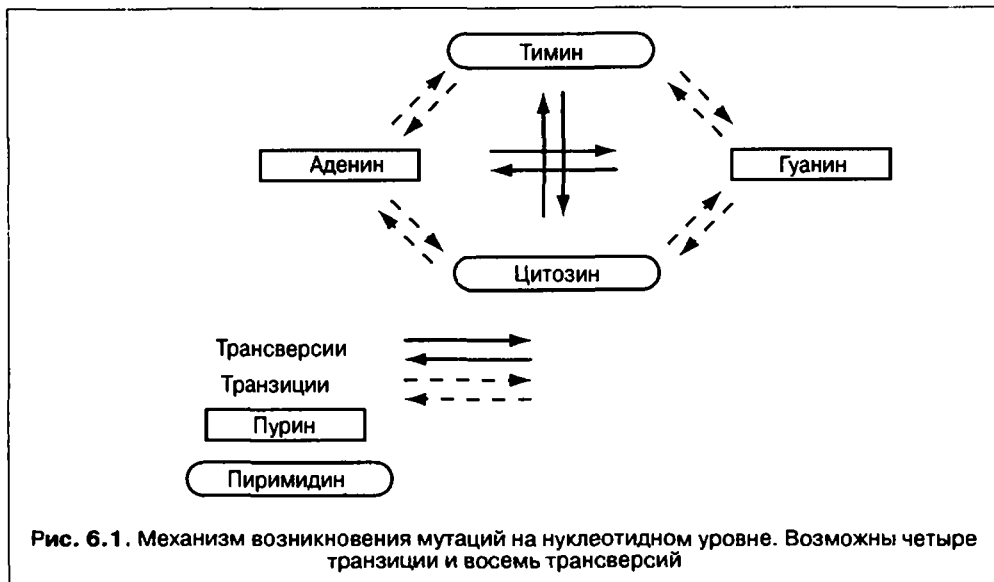 Тимин
Аденин
Гуанин
Цитозин
Трансверсии
Транзиции
Пурин
Пиримидин
Рис. 6.1. Механизм возникновения мутаций на нуклеотидном уровне. Возможны четыре
транзиции и восемь трансверсий